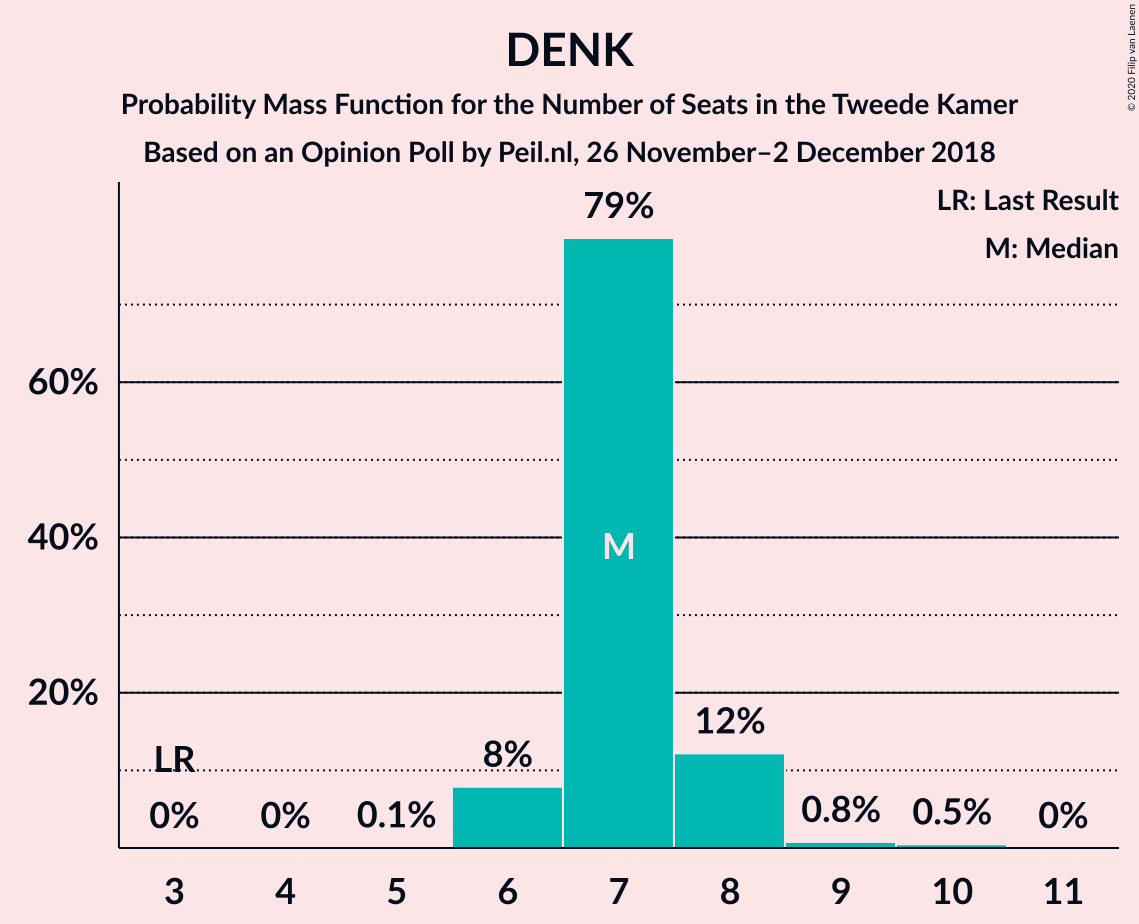 © 2020 Filip van Laenen
DENK
Probability Mass Function for the Number of Seats in the Tweede Kamer
Based on an Opinion Poll by Peil.nl, 26 November–2 December 2018
LR: Last Result
M: Median
79%
60%
40%
M
20%
12%
8%
LR
0%
0%
0.1%
0.8%
0.5%
0%
3 4 5 6 7 8 9 10 11